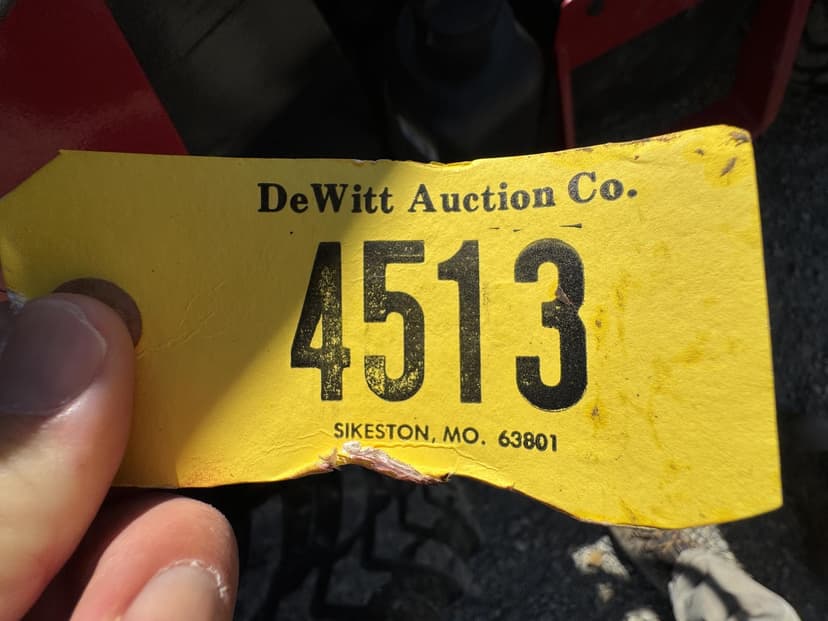 DeWitt Auction Co.
4513
SIKESTON, MO. 63801